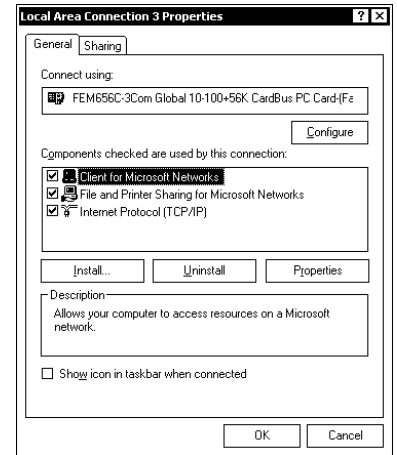 Local Area Connection 3 Properties
General Sharing
Connect using:
FEM656C-3Com Global 10-100+56K CardBus PC Card-(Fa
Configure
Components checked are used by this connection:
Client for Microsoft Networks
File and Printer Sharing for Microsoft Networks
Internet Protocol (TCP/IP)
Install... Uninstall Properties
Description
Allows your computer to access resources on a Microsoft
network.
Show icon in taskbar when connected
OK Cancel